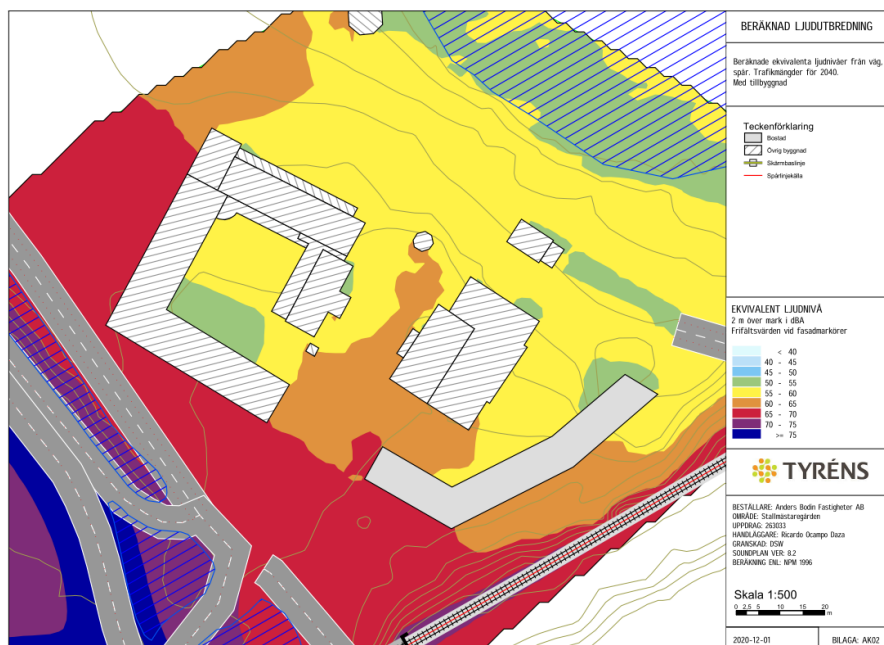 BERÄKNAD LJUDUTBREDNING
Beräknade ekvivalenta ljudnivåer från väg,
spår. Trafikmängder för 2040.
Med tillbyggnad
Teckenförklaring
Bostad
Övrig byggnad
Skärmbaslinje
Spårlinjekälla
EKVIVALENT LJUDNIVÅ
2 m över mark i dBA
Frifältsvärden vid fasadmarkörer
< 40
40 - 45
45 - 50
50 - 55
55 - 60
60 - 65
65 - 70
70 - 75
>= 75
TYRÉNS
BESTÄLLARE: Anders Bodin Fastigheter AB
OMRÅDE: Stallmästaregården
UPPDRAG: 263033
HANDLÄGGARE: Ricardo Ocampo Daza
GRANSKAD: DSW
SOUNDPLAN VER: 8.2
BERÄKNING ENL: NPM 1996
Skala 1:500
0 2,5 5 10 15 20
m
2020-12-01
BILAGA: AK02